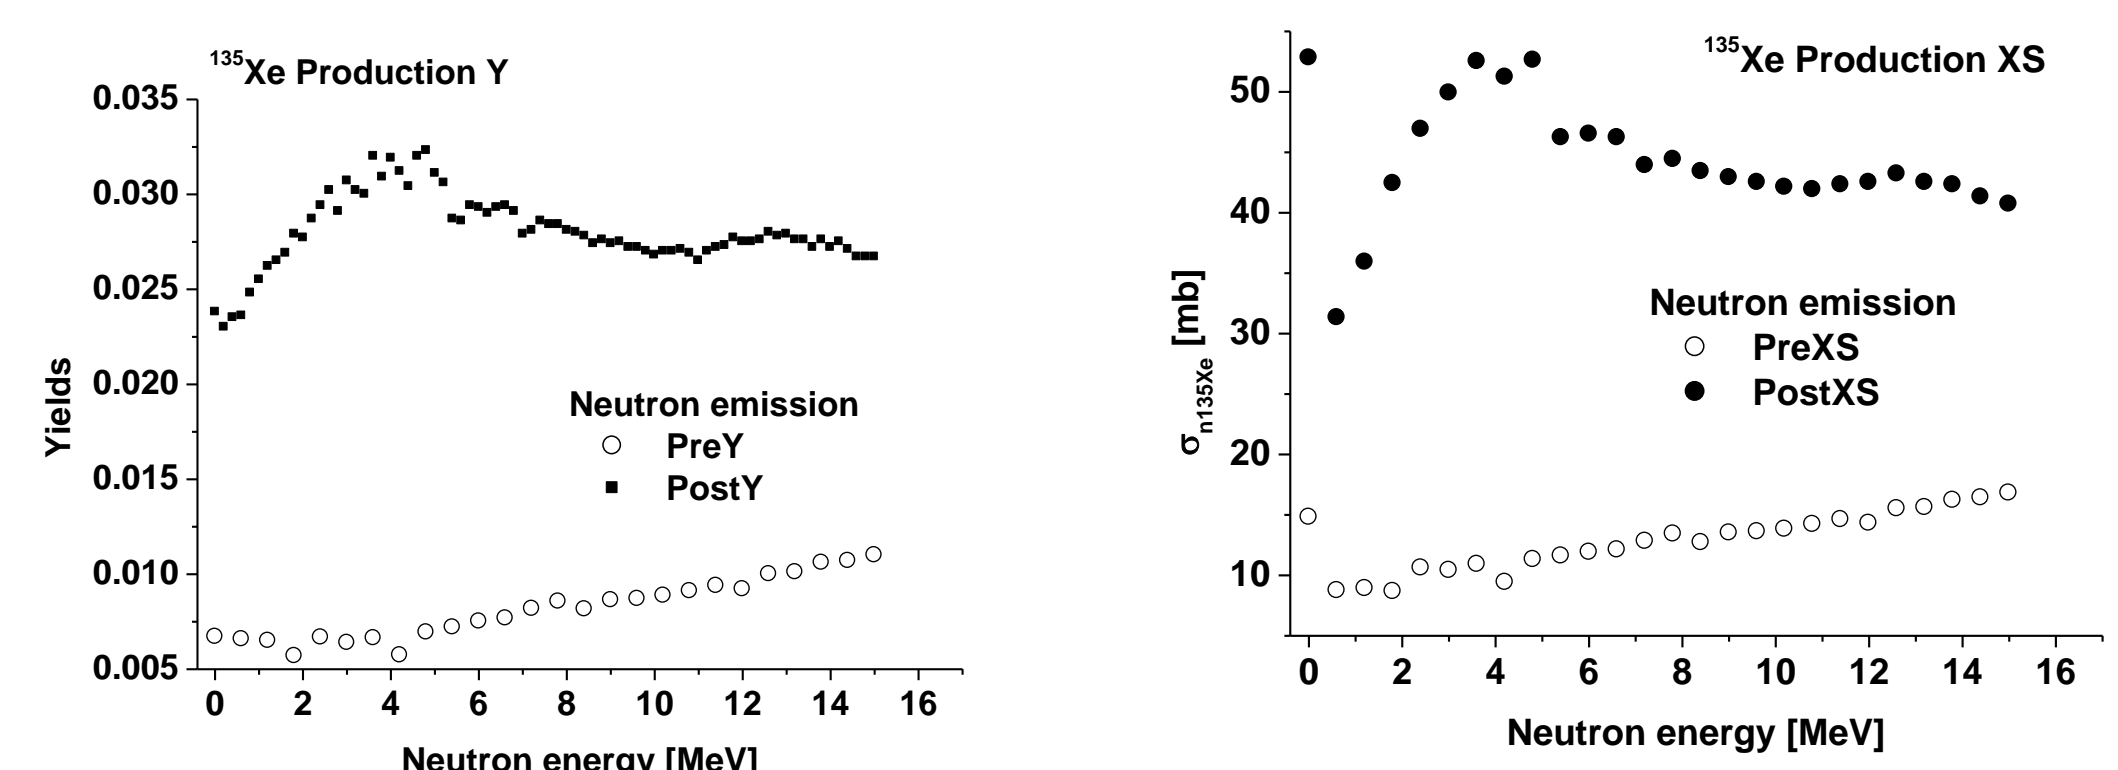 ¹³⁵Xe Production Y
0.035
0.030
0.025
0.020
0.015
0.010
0.005
Yields
Neutron emission
PreY
PostY
0 2 4 6 8 10 12 14 16
Neutron energy [MeV]
¹³⁵Xe Production XS
50
40
30
20
10
σn135Xe [mb]
Neutron emission
PreXS
PostXS
0 2 4 6 8 10 12 14 16
Neutron energy [MeV]